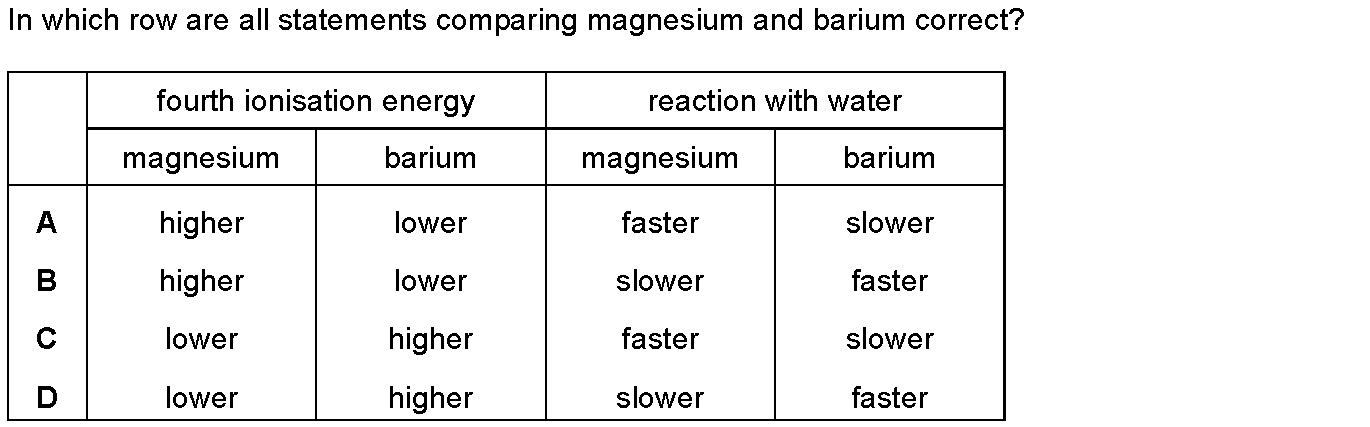 In which row are all statements comparing magnesium and barium correct?
fourth ionisation energy reaction with water
magnesium barium magnesium barium
A higher lower faster slower
B higher lower slower faster
C lower higher faster slower
D lower higher slower faster